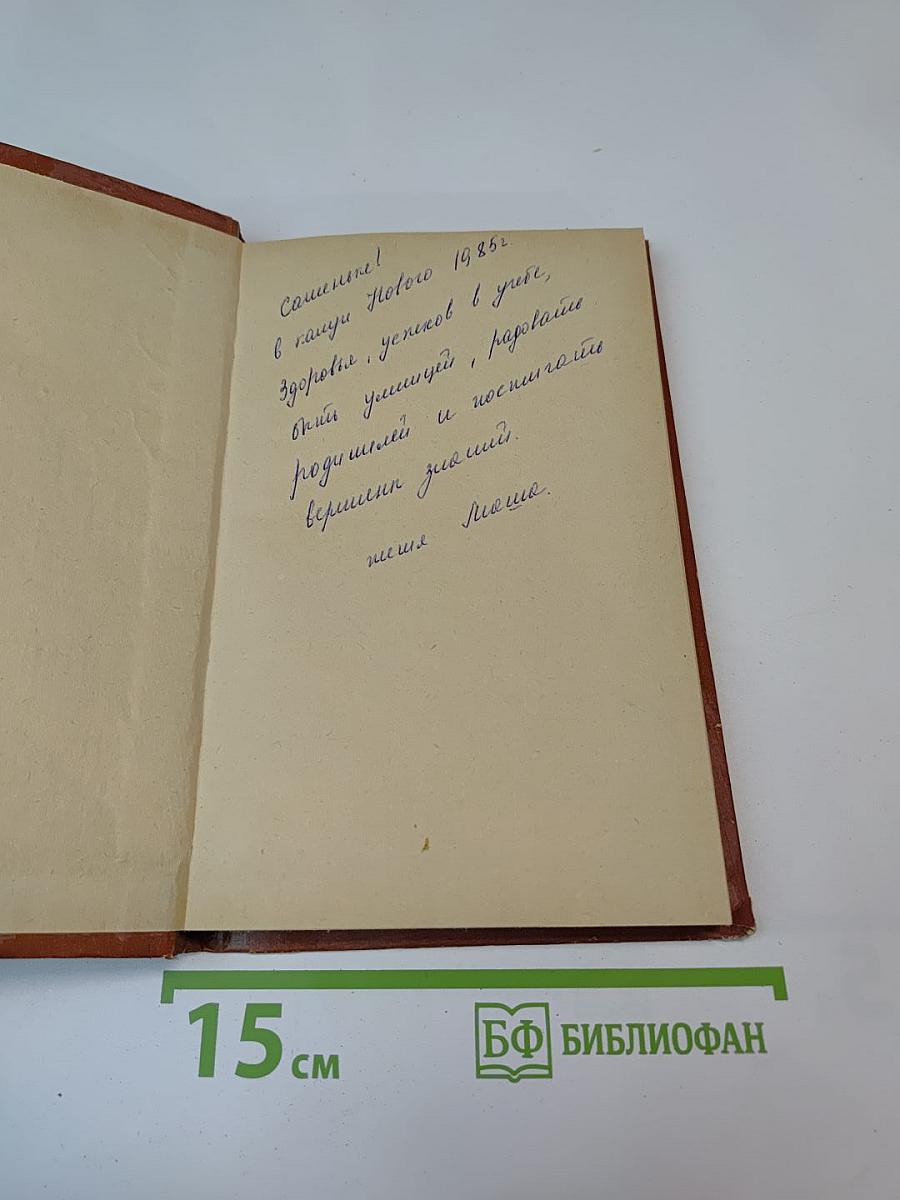 Сашеньке!
в канун Нового 1985г.
Здоровья, успехов в учебе,
быть умницей, радовать
родителей и постигать
вершины знаний.
тетя Маша.
15 см
БФ БИБЛИОФАН